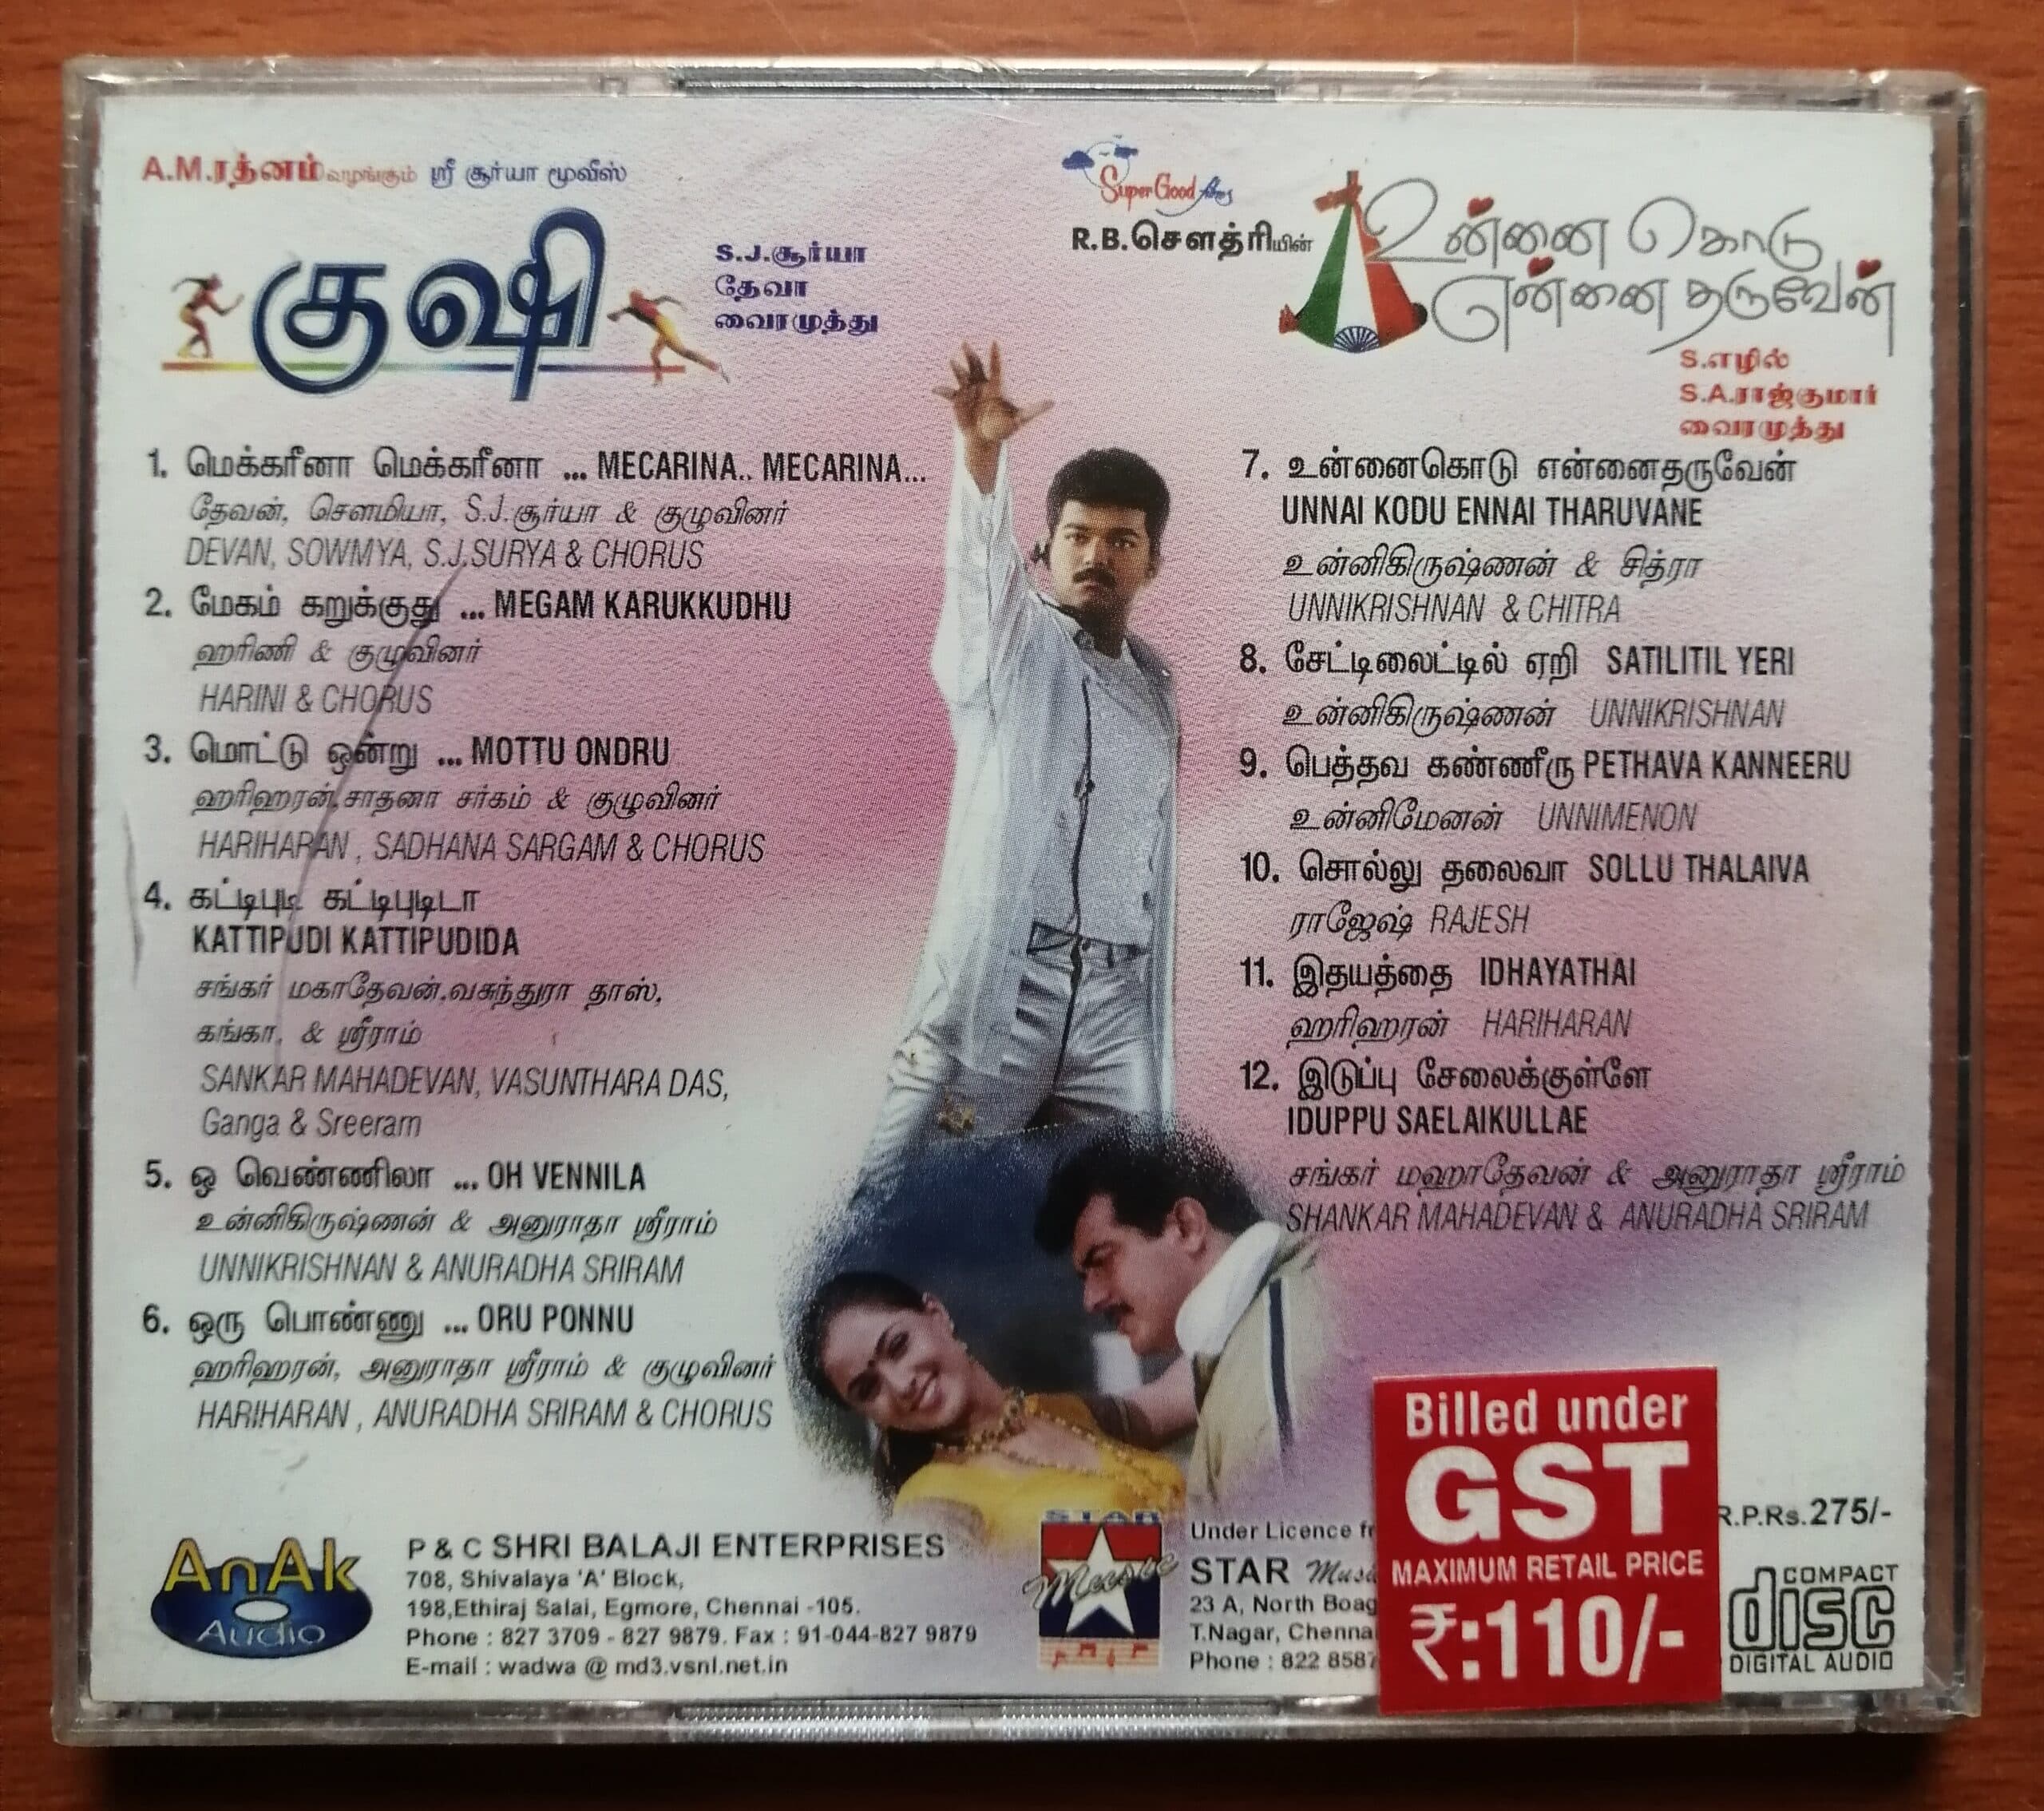 A.M.ரத்னம் வழங்கும் ஸ்ரீ சூர்யா மூவீஸ்
குஷி
S.J.சூர்யா
தேவா
வைரமுத்து
1. மெக்கரீனா மெக்கரீனா ... MECARINA.. MECARINA...
தேவன், சௌமியா, S.J.சூர்யா & குழுவினர்
DEVAN, SOWMYA, S.J.SURYA & CHORUS
2. மேகம் கறுக்குது ... MEGAM KARUKKUDHU
ஹரிணி & குழுவினர்
HARINI & CHORUS
3. மொட்டு ஒன்று ... MOTTU ONDRU
ஹரிஹரன்,சாதனா சர்கம் & குழுவினர்
HARIHARAN , SADHANA SARGAM & CHORUS
4. கட்டிபுடி கட்டிபுடிடா
KATTIPUDI KATTIPUDIDA
சங்கர் மகாதேவன்,வசுந்துரா தாஸ்,
கங்கா, & ஸ்ரீராம்
SANKAR MAHADEVAN, VASUNTHARA DAS,
Ganga & Sreeram
5. ஒ வெண்ணிலா ... OH VENNILA
உன்னிகிருஷ்ணன் & அனுராதா ஸ்ரீராம்
UNNIKRISHNAN & ANURADHA SRIRAM
6. ஒரு பொண்ணு ... ORU PONNU
ஹரிஹரன், அனுராதா ஸ்ரீராம் & குழுவினர்
HARIHARAN , ANURADHA SRIRAM & CHORUS
Super Good Films
R.B.சௌத்ரியின்
உன்னை கொடு
என்னை தருவேன்
S.எழில்
S.A.ராஜ்குமார்
வைரமுத்து
7. உன்னைகொடு என்னைதருவேன்
UNNAI KODU ENNAI THARUVANE
உன்னிகிருஷ்ணன் & சித்ரா
UNNIKRISHNAN & CHITRA
8. சேட்டிலைட்டில் ஏறி SATILITIL YERI
உன்னிகிருஷ்ணன் UNNIKRISHNAN
9. பெத்தவ கண்ணீரு PETHAVA KANNEERU
உன்னிமேனன் UNNIMENON
10. சொல்லு தலைவா SOLLU THALAIVA
ராஜேஷ் RAJESH
11. இதயத்தை IDHAYATHAI
ஹரிஹரன் HARIHARAN
12. இடுப்பு சேலைக்குள்ளே
IDUPPU SAELAIKULLAE
சங்கர் மஹாதேவன் & அனுராதா ஸ்ரீராம்
SHANKAR MAHADEVAN & ANURADHA SRIRAM
AnAk
Audio
P & C SHRI BALAJI ENTERPRISES
708, Shivalaya 'A' Block,
198,Ethiraj Salai, Egmore, Chennai -105.
Phone : 827 3709 - 827 9879. Fax : 91-044-827 9879
E-mail : wadwa @ md3.vsnl.net.in
STAR
Music
Under Licence
STAR
23 A, North
T.Nagar,
Phone : 822
Billed under
GST
MAXIMUM RETAIL PRICE
₹:110/-
R.P.Rs.275/-
COMPACT
disc
DIGITAL AUDIO